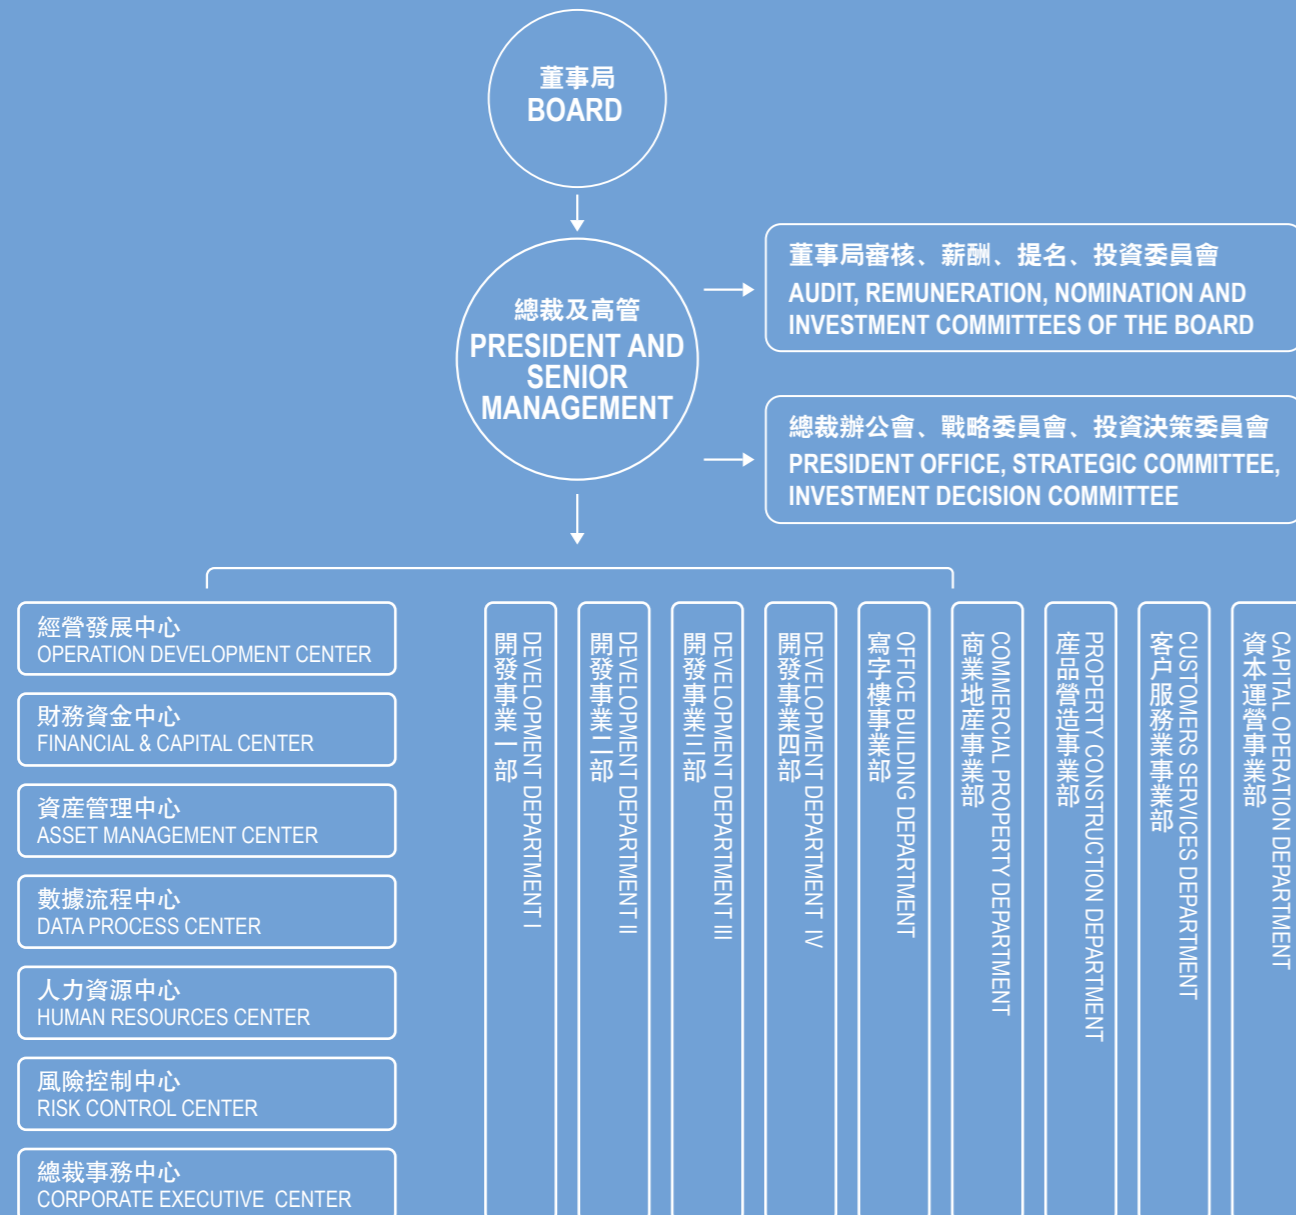 董事局
BOARD
總裁及高管
PRESIDENT AND
SENIOR
MANAGEMENT
董事局審核、薪酬、提名、投資委員會
AUDIT, REMUNERATION, NOMINATION AND
INVESTMENT COMMITTEES OF THE BOARD
總裁辦公會、戰略委員會、投資決策委員會
PRESIDENT OFFICE, STRATEGIC COMMITTEE,
INVESTMENT DECISION COMMITTEE
經營發展中心
OPERATION DEVELOPMENT CENTER
財務資金中心
FINANCIAL & CAPITAL CENTER
資産管理中心
ASSET MANAGEMENT CENTER
數據流程中心
DATA PROCESS CENTER
人力資源中心
HUMAN RESOURCES CENTER
風險控制中心
RISK CONTROL CENTER
總裁事務中心
CORPORATE EXECUTIVE CENTER
開發事業一部
DEVELOPMENT DEPARTMENT I
開發事業二部
DEVELOPMENT DEPARTMENT II
開發事業三部
DEVELOPMENT DEPARTMENT III
開發事業四部
DEVELOPMENT DEPARTMENT IV
寫字樓事業部
OFFICE BUILDING DEPARTMENT
商業地産事業部
COMMERCIAL PROPERTY DEPARTMENT
産品營造事業部
PROPERTY CONSTRUCTION DEPARTMENT
客户服務業事業部
CUSTOMERS SERVICES DEPARTMENT
資本運營事業部
CAPITAL OPERATION DEPARTMENT